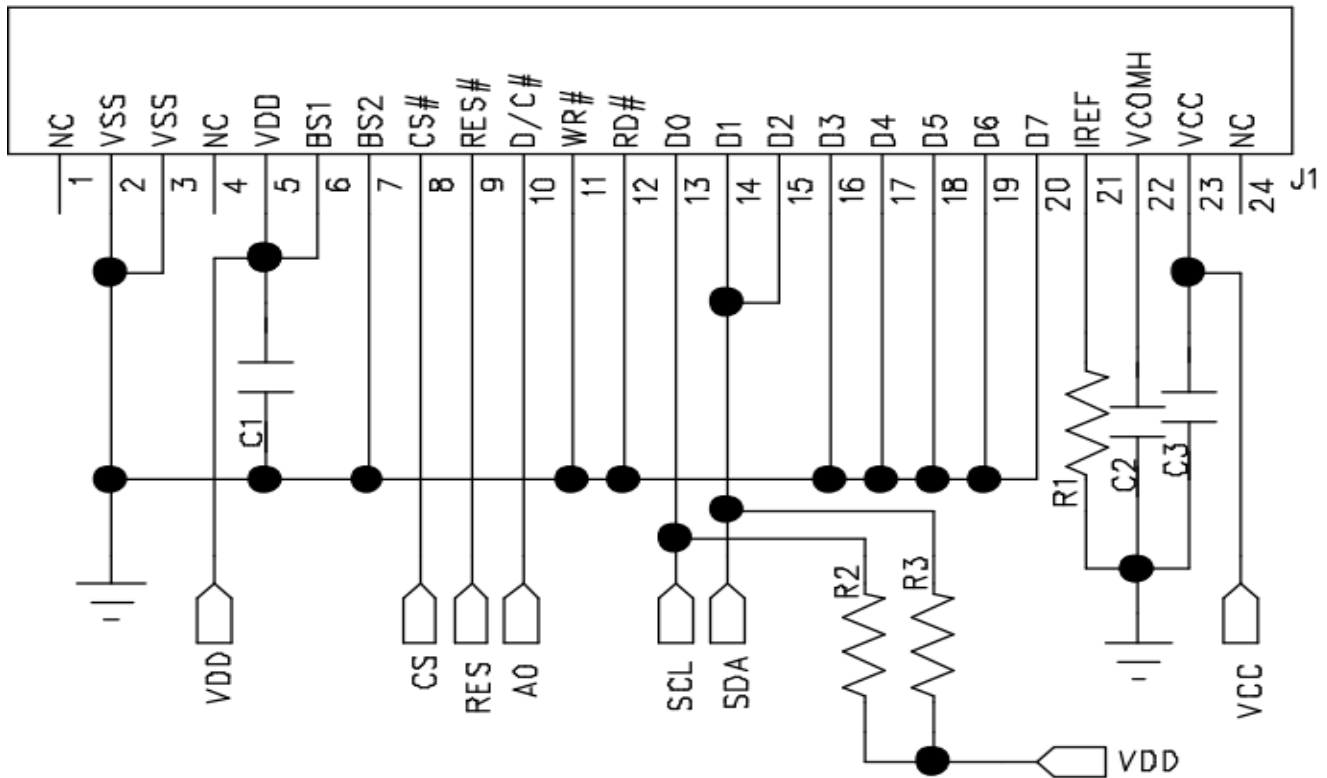 NC VSS VSS NC VDD BS1 BS2 CS# RES# D/C# WR# RD# D0 D1 D2 D3 D4 D5 D6 D7 IREF VCOMH VCC NC
1 2 3 4 5 6 7 8 9 10 11 12 13 14 15 16 17 18 19 20 21 22 23 24 J1
C1 R1 C2 C3
R2 R3
VDD CS RES A0 SCL SDA VCC
VDD